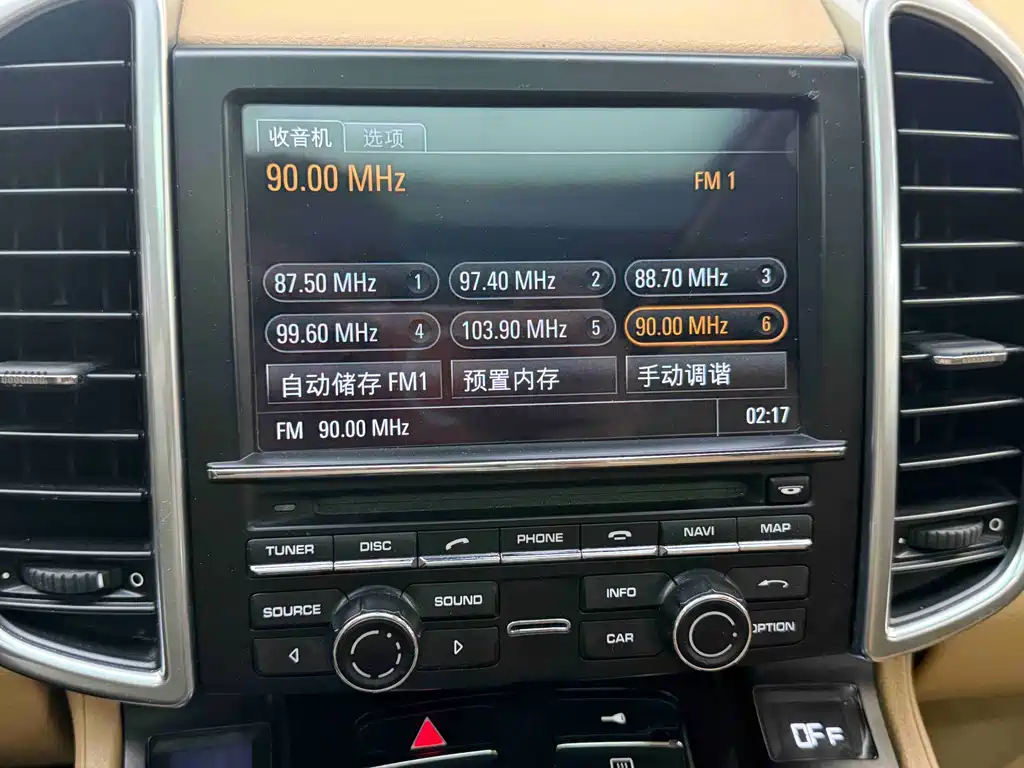 收音机 选项
90.00 MHz FM 1
87.50 MHz 1 97.40 MHz 2 88.70 MHz 3
99.60 MHz 4 103.90 MHz 5 90.00 MHz 6
自动储存 FM1 预置内存 手动调谐
FM 90.00 MHz 02:17
TUNER DISC PHONE NAVI MAP
SOURCE SOUND INFO
CAR OPTION
OFF